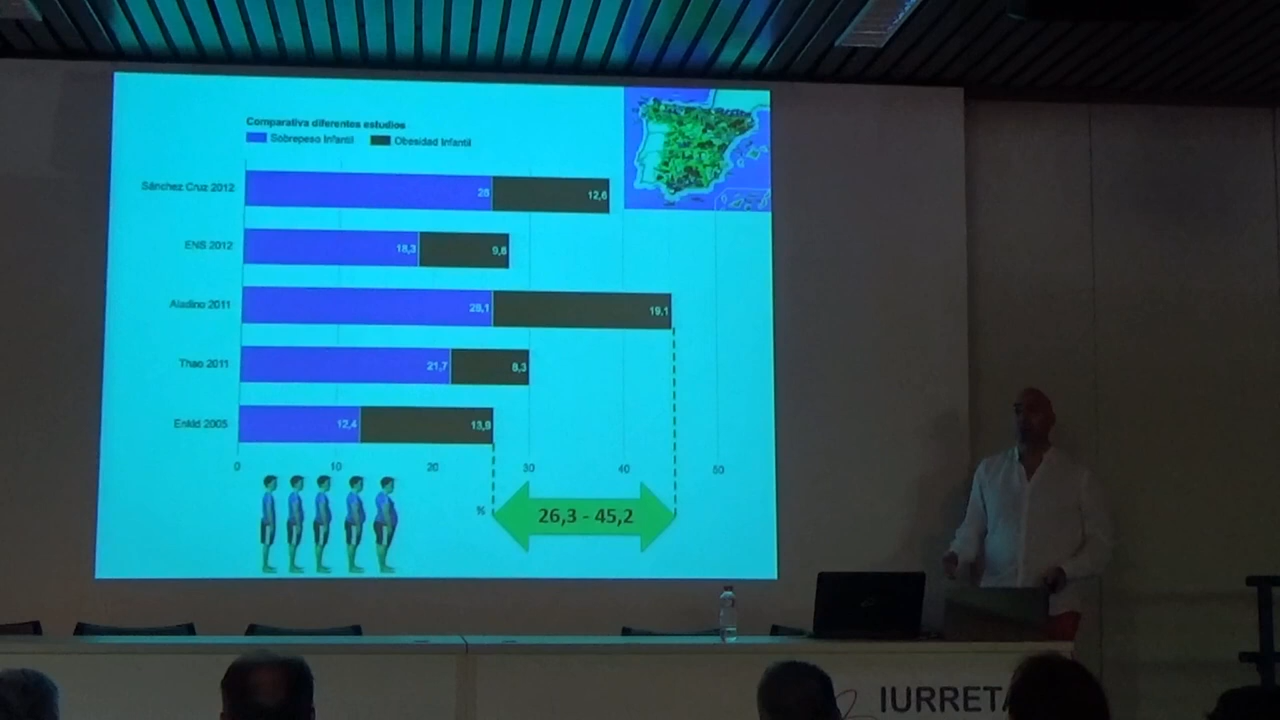 Comparativa diferentes estudios
Sobrepeso Infantil Obesidad Infantil
Sánchez Cruz 2012 26 12,6
ENS 2012 18,3 9,6
Aladino 2011 26,1 19,1
Thao 2011 21,7 8,3
Enkid 2005 12,4 13,9
0 10 20 30 40 50
%
26,3 - 45,2
IURRETA